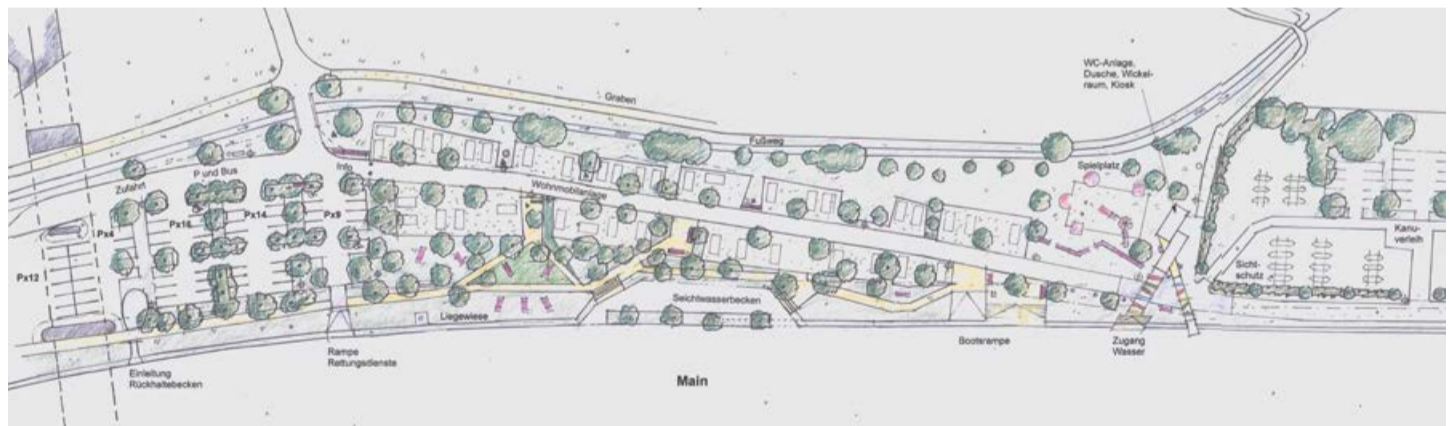 WC-Anlage,
Dusche, Wickel-
raum, Kiosk
Graben
Fußweg
Spielplatz
Info
P und Bus
Zufahrt
Wohnmobilanlage
Px14
Px9
Px16
Px4
Px12
Kanu-
verleih
Sicht-
schutz
Seichtwasserbecken
Liegewiese
Bootsrampe
Zugang
Wasser
Rampe
Rettungsdienste
Einleitung
Rückhaltebecken
Main